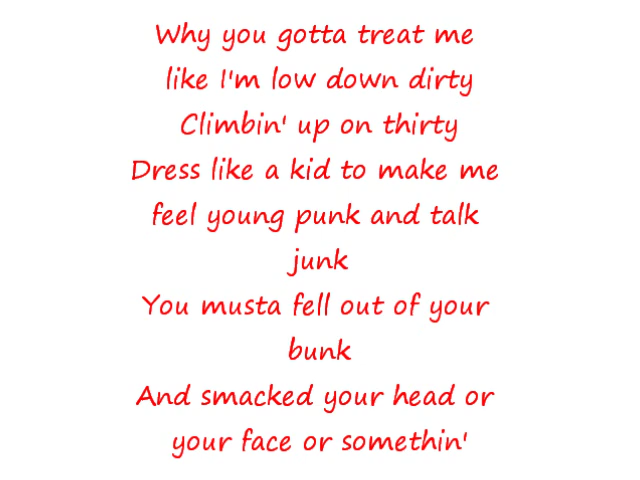 Why you gotta treat me
like I'm low down dirty
Climbin' up on thirty
Dress like a kid to make me
feel young punk and talk
junk
You musta fell out of your
bunk
And smacked your head or
your face or somethin'